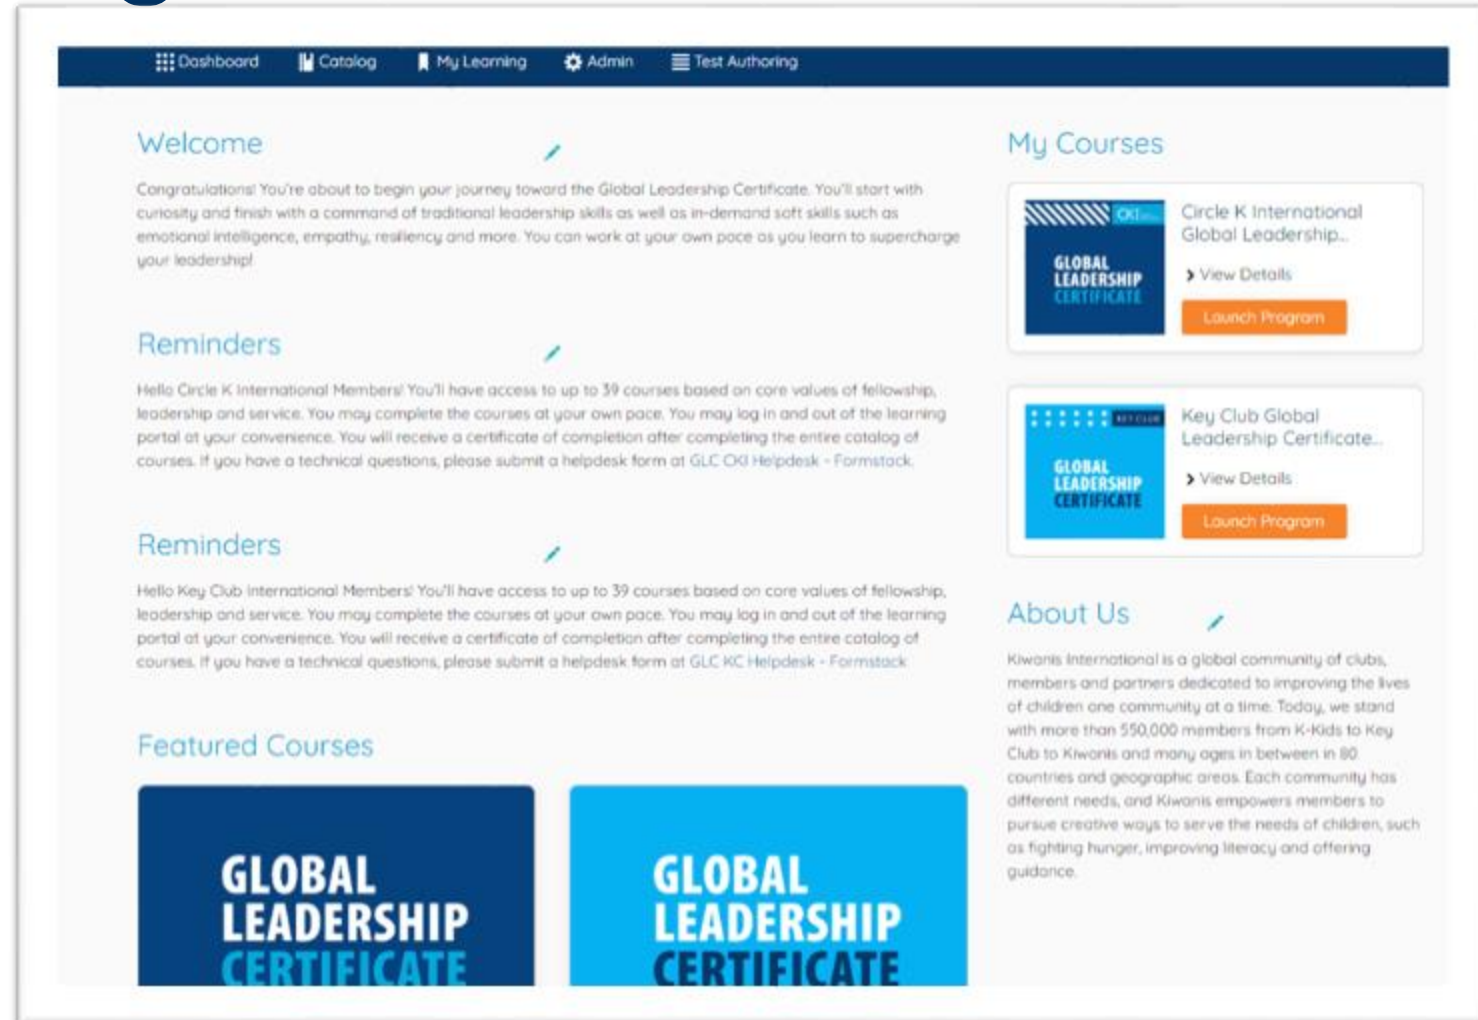 Dashboard Catalog My Learning Admin Test Authoring
Welcome
Congratulations! You're about to begin your journey toward the Global Leadership Certificate. You'll start with
curiosity and finish with a command of traditional leadership skills as well as in-demand soft skills such as
emotional intelligence, empathy, resiliency and more. You can work at your own pace as you learn to supercharge
your leadership!
Reminders
Hello Circle K International Members! You'll have access to up to 39 courses based on core values of fellowship,
leadership and service. You may complete the courses at your own pace. You may log in and out of the learning
portal at your convenience. You will receive a certificate of completion after completing the entire catalog of
courses. If you have a technical questions, please submit a helpdesk form at GLC CKI Helpdesk - Formstack.
Reminders
Hello Key Club International Members! You'll have access to up to 39 courses based on core values of fellowship,
leadership and service. You may complete the courses at your own pace. You may log in and out of the learning
portal at your convenience. You will receive a certificate of completion after completing the entire catalog of
courses. If you have a technical questions, please submit a helpdesk form at GLC KC Helpdesk - Formstack
Featured Courses
GLOBAL
LEADERSHIP
CERTIFICATE
GLOBAL
LEADERSHIP
CERTIFICATE
My Courses
CKI
GLOBAL
LEADERSHIP
CERTIFICATE
Circle K International
Global Leadership...
View Details
Launch Program
KEY CLUB
GLOBAL
LEADERSHIP
CERTIFICATE
Key Club Global
Leadership Certificate...
View Details
Launch Program
About Us
Kiwanis International is a global community of clubs,
members and partners dedicated to improving the lives
of children one community at a time. Today, we stand
with more than 550,000 members from K-Kids to Key
Club to Kiwanis and many ages in between in 80
countries and geographic areas. Each community has
different needs, and Kiwanis empowers members to
pursue creative ways to serve the needs of children, such
as fighting hunger, improving literacy and offering
guidance.